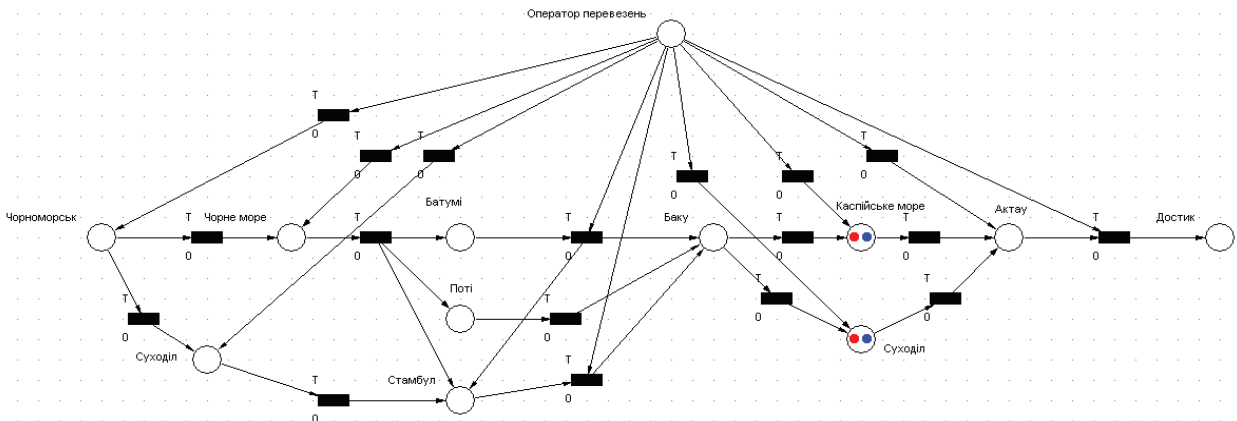 Оператор перевезень
T
0
T
T
T
0
0
0
T
T
0
0
Батумі
Каспійське море
Актау
Чорноморськ
T
Чорне море
T
T
Баку
T
T
T
Достик
0
0
0
0
0
0
Поті
T
T
T
T
0
0
0
0
Суходіл
Суходіл
T
Стамбул
T
0
0